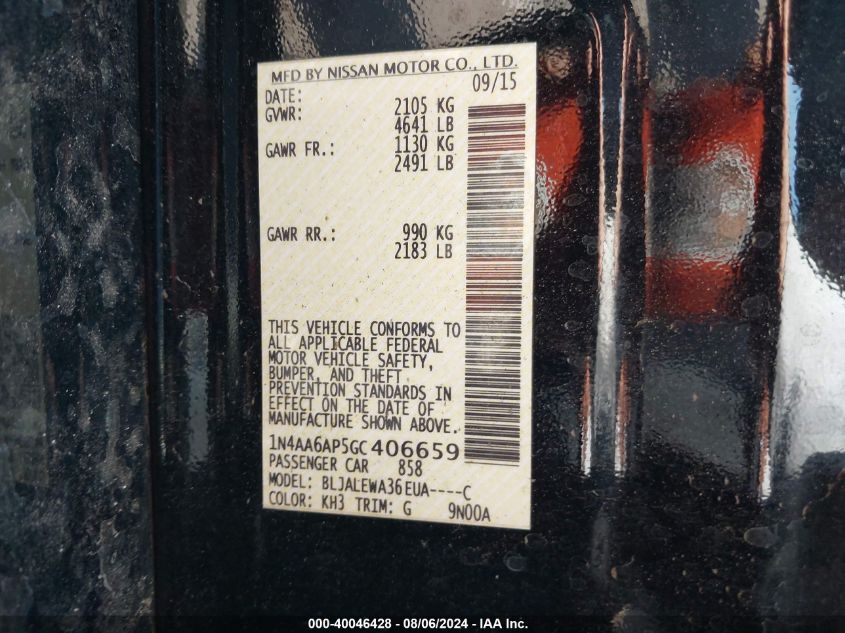 MFD BY NISSAN MOTOR CO., LTD.
DATE: 09/15
GVWR: 2105 KG
4641 LB
GAWR FR.: 1130 KG
2491 LB
GAWR RR.: 990 KG
2183 LB
THIS VEHICLE CONFORMS TO
ALL APPLICABLE FEDERAL
MOTOR VEHICLE SAFETY,
BUMPER, AND THEFT
PREVENTION STANDARDS IN
EFFECT ON THE DATE OF
MANUFACTURE SHOWN ABOVE.
1N4AA6AP5GC406659
PASSENGER CAR 858
MODEL: BLJALEWA36EUA----C
COLOR: KH3 TRIM: G 9N00A
000-40046428 - 08/06/2024 - IAA Inc.